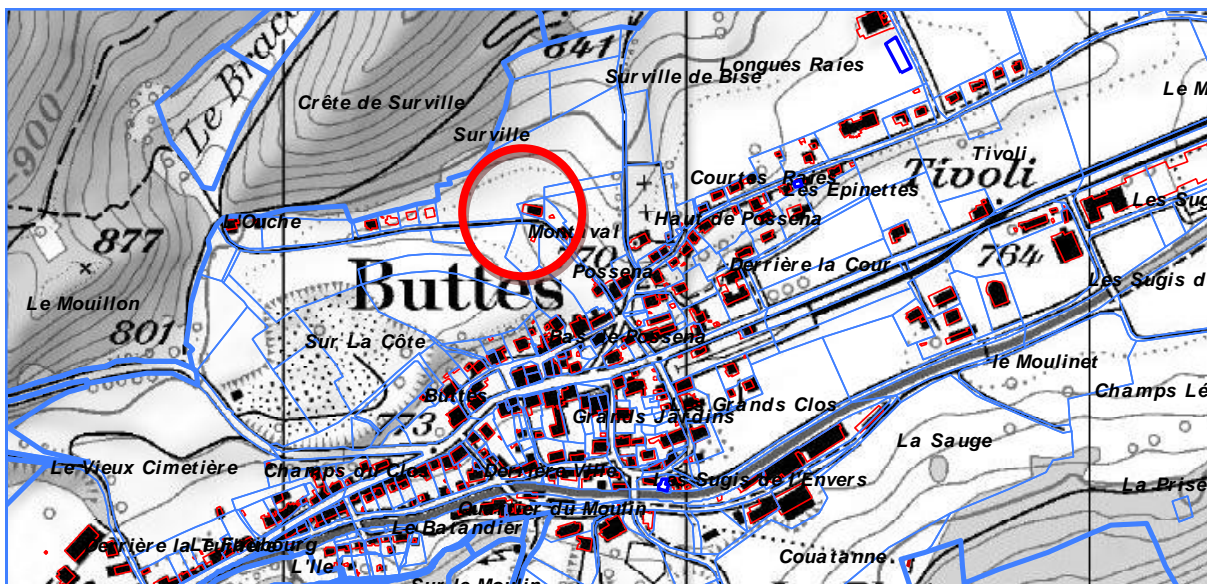 841
Longues Raies
Surville de Bise
Le Brac
Crête de Surville
900
Surville
Le M
Tivoli
Courtes Raies
Les Epinettes
Tivoli
Les Sug
L'Ouche
Haut de Possena
877
Montaval
70
764
Buttes
Possena
Derrière la Cour
Les Sugis d
Le Mouillon
801
Sur La Côte
Bas de Possena
le Moulinet
Buttes
Champs Lé
Les Grands Clos
773
Grands Jardins
La Sauge
Le Vieux Cimetière
Champs du Clos
Derrière Ville
Les Sugis de l'Envers
La Prise
Quartier du Moulin
Le Batandier
Couatanne
L'Ile
Sur le Moulin